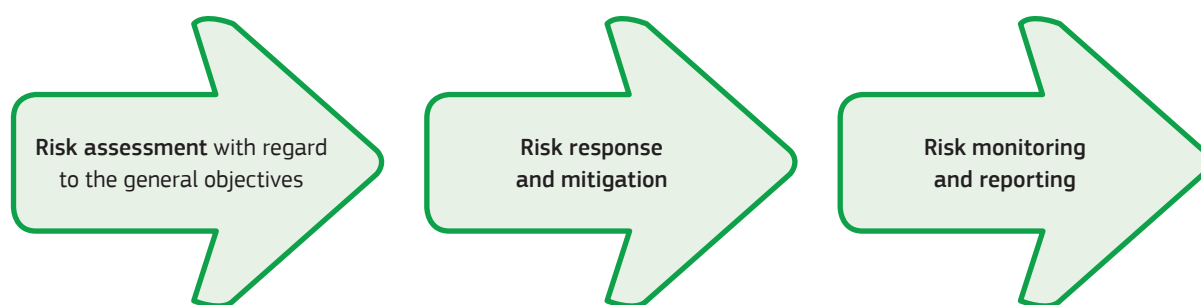 Risk assessment with regard
to the general objectives
Risk response
and mitigation
Risk monitoring
and reporting